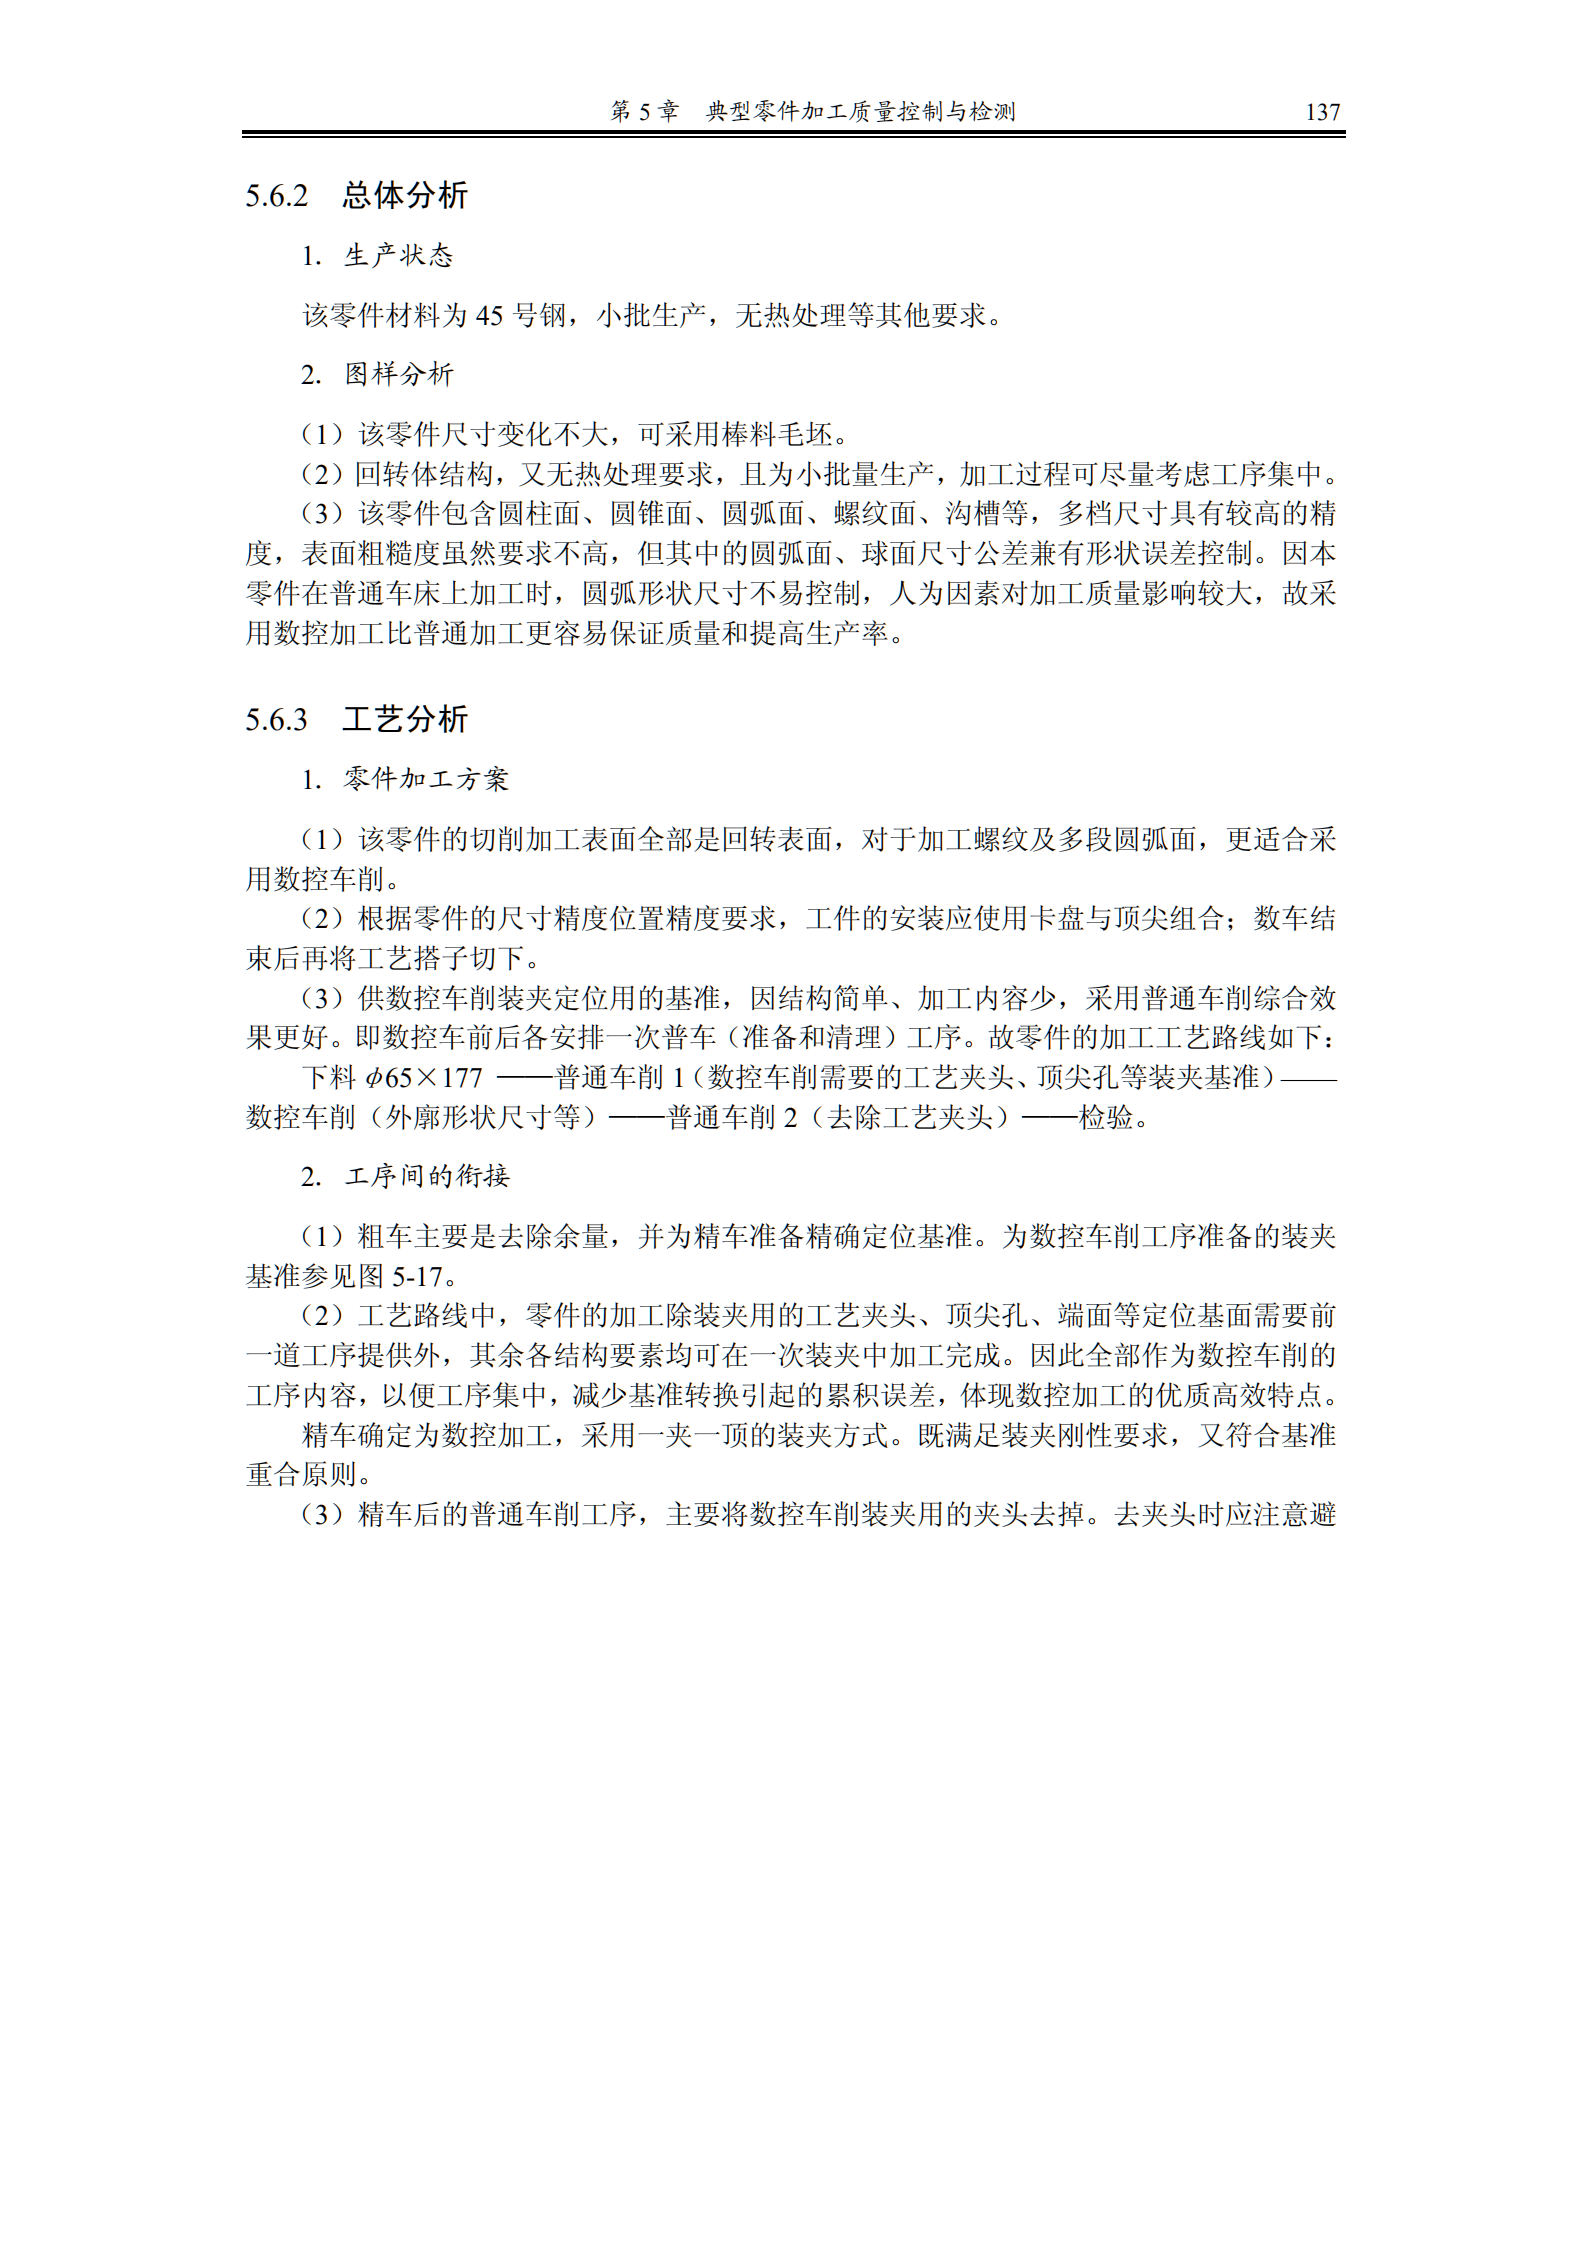 第 5 章 典型零件加工质量控制与检测 137
5.6.2 总体分析
1．生产状态
该零件材料为 45 号钢，小批生产，无热处理等其他要求。
2．图样分析
（1）该零件尺寸变化不大，可采用棒料毛坯。
（2）回转体结构，又无热处理要求，且为小批量生产，加工过程可尽量考虑工序集中。
（3）该零件包含圆柱面、圆锥面、圆弧面、螺纹面、沟槽等，多档尺寸具有较高的精
度，表面粗糙度虽然要求不高，但其中的圆弧面、球面尺寸公差兼有形状误差控制。因本
零件在普通车床上加工时，圆弧形状尺寸不易控制，人为因素对加工质量影响较大，故采
用数控加工比普通加工更容易保证质量和提高生产率。
5.6.3 工艺分析
1．零件加工方案
（1）该零件的切削加工表面全部是回转表面，对于加工螺纹及多段圆弧面，更适合采
用数控车削。
（2）根据零件的尺寸精度位置精度要求，工件的安装应使用卡盘与顶尖组合；数车结
束后再将工艺搭子切下。
（3）供数控车削装夹定位用的基准，因结构简单、加工内容少，采用普通车削综合效
果更好。即数控车前后各安排一次普车（准备和清理）工序。故零件的加工工艺路线如下：
下料 φ65×177 ——普通车削 1（数控车削需要的工艺夹头、顶尖孔等装夹基准）——
数控车削（外廓形状尺寸等）——普通车削 2（去除工艺夹头）——检验。
2．工序间的衔接
（1）粗车主要是去除余量，并为精车准备精确定位基准。为数控车削工序准备的装夹
基准参见图 5-17。
（2）工艺路线中，零件的加工除装夹用的工艺夹头、顶尖孔、端面等定位基面需要前
一道工序提供外，其余各结构要素均可在一次装夹中加工完成。因此全部作为数控车削的
工序内容，以便工序集中，减少基准转换引起的累积误差，体现数控加工的优质高效特点。
精车确定为数控加工，采用一夹一顶的装夹方式。既满足装夹刚性要求，又符合基准
重合原则。
（3）精车后的普通车削工序，主要将数控车削装夹用的夹头去掉。去夹头时应注意避